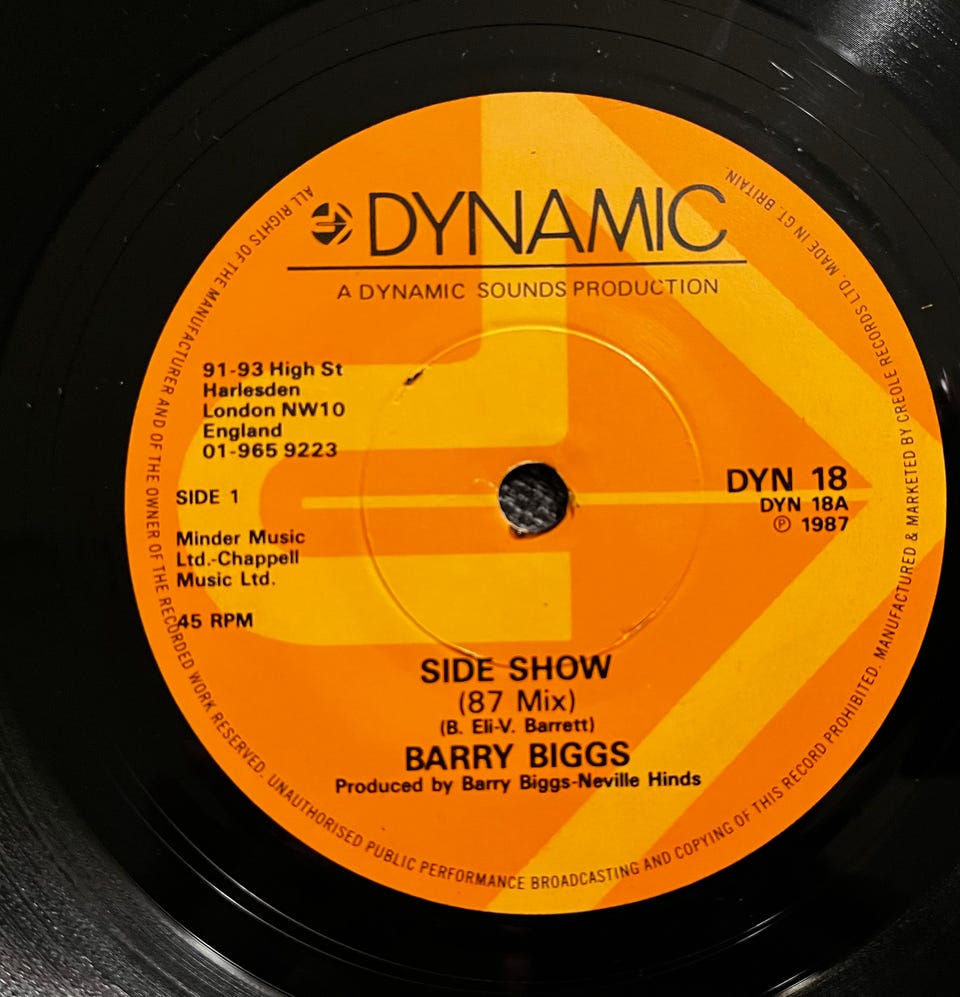 DYNAMIC
A DYNAMIC SOUNDS PRODUCTION
91-93 High St
Harlesden
London NW10
England
01-965 9223
SIDE 1
Minder Music
Ltd.-Chappell
Music Ltd.
45 RPM
DYN 18
DYN 18A
℗ 1987
SIDE SHOW
(87 Mix)
(B. Eli-V. Barrett)
BARRY BIGGS
Produced by Barry Biggs-Neville Hinds
ALL RIGHTS OF THE MANUFACTURER AND OF THE OWNER OF THE RECORDED WORK RESERVED. UNAUTHORISED PUBLIC PERFORMANCE BROADCASTING AND COPYING OF THIS RECORD PROHIBITED. MANUFACTURED & MARKETED BY CREOLE RECORDS LTD. MADE IN GT. BRITAIN.